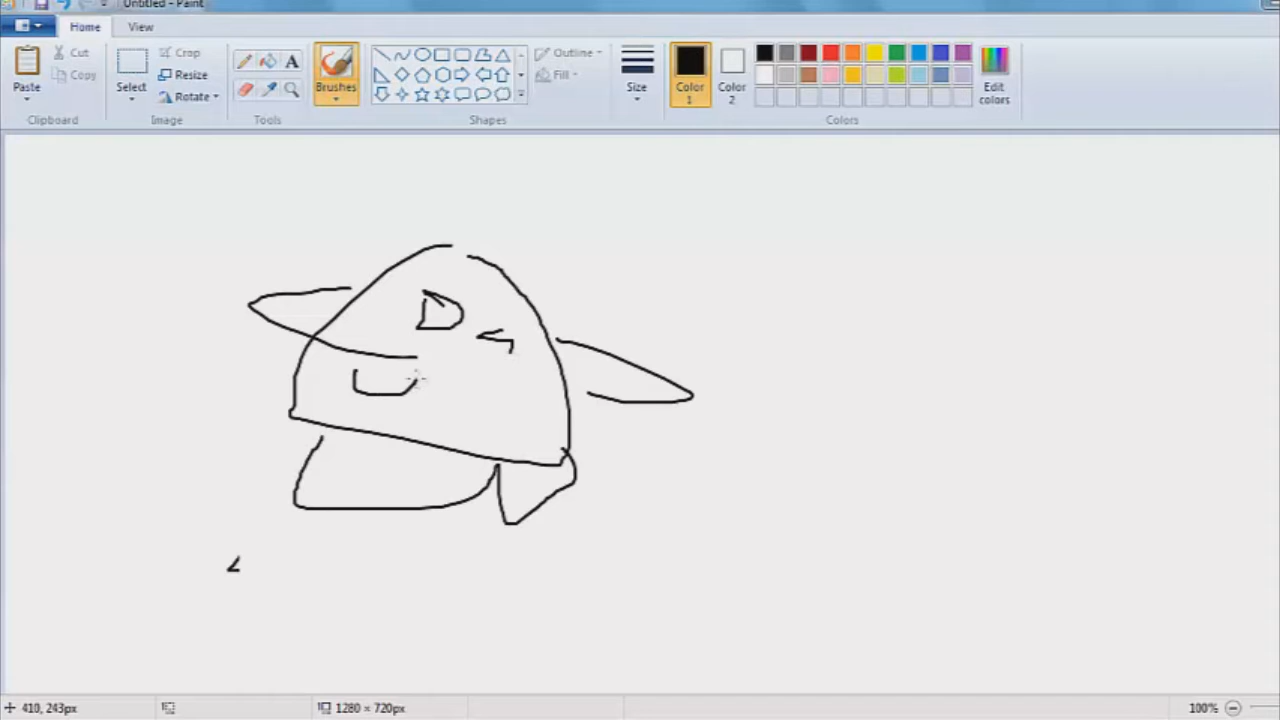 Untitled - Paint
Home View
Paste
Cut
Copy
Clipboard
Select
Crop
Resize
Rotate
Image
A
Tools
Brushes
Shapes
Outline
Fill
Size
Color 1
Color 2
Edit colors
Colors
410, 243px
1280 × 720px
100%